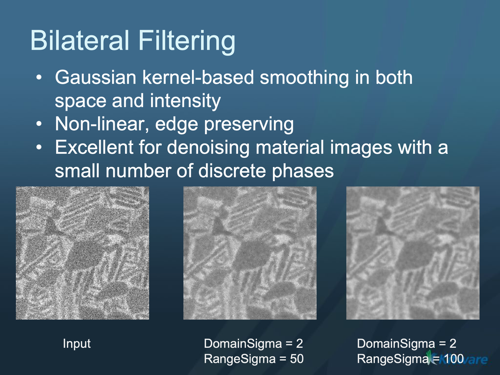 Bilateral Filtering
• Gaussian kernel-based smoothing in both
space and intensity
• Non-linear, edge preserving
• Excellent for denoising material images with a
small number of discrete phases
Input
DomainSigma = 2
RangeSigma = 50
DomainSigma = 2
RangeSigma = 100